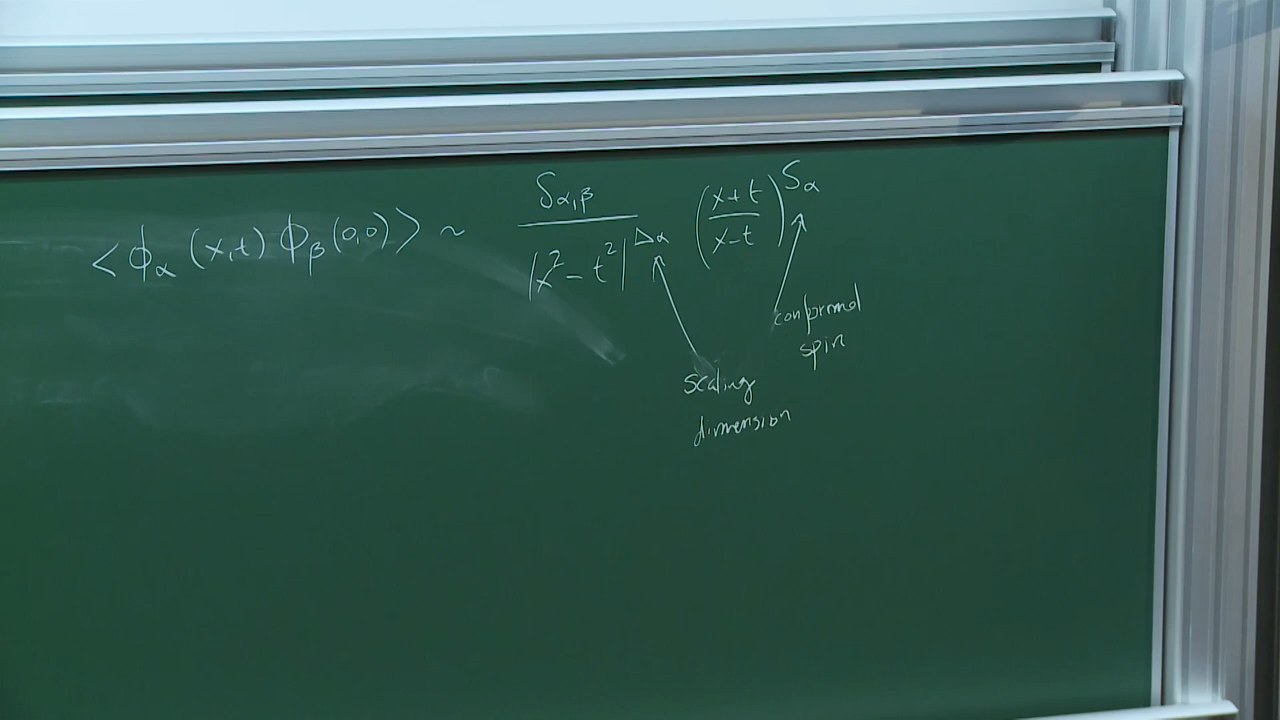 <ϕ_α (x,t) ϕ_β (0,0)> ~ δ_{α,β} / |x² - t²|^{Δ_α} ((x+t)/(x-t))^{S_α}
conformal
spin
scaling
dimension